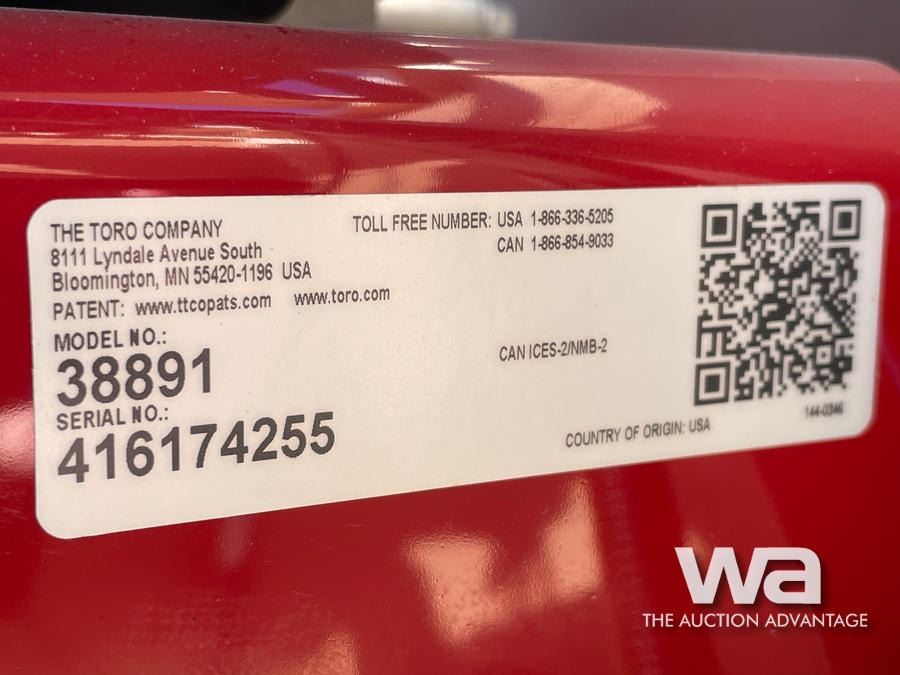 THE TORO COMPANY
8111 Lyndale Avenue South
Bloomington, MN 55420-1196 USA
PATENT: www.ttcopats.com www.toro.com
TOLL FREE NUMBER: USA 1-866-336-5205
CAN 1-866-854-9033
MODEL NO.:
38891
SERIAL NO.:
416174255
CAN ICES-2/NMB-2
COUNTRY OF ORIGIN: USA
144-0346
wa
THE AUCTION ADVANTAGE